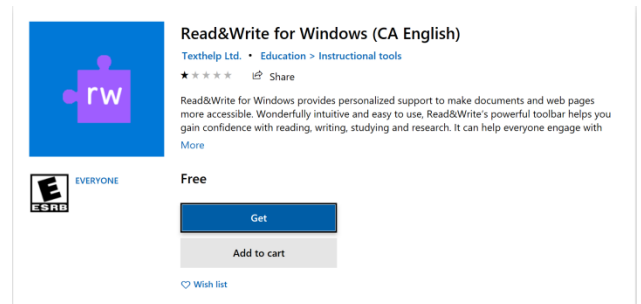 Read&Write for Windows (CA English)
Texthelp Ltd. • Education > Instructional tools
Share
Read&Write for Windows provides personalized support to make documents and web pages
more accessible. Wonderfully intuitive and easy to use, Read&Write's powerful toolbar helps you
gain confidence with reading, writing, studying and research. It can help everyone engage with
More
rw
EVERYONE
E
ESRB
Free
Get
Add to cart
Wish list